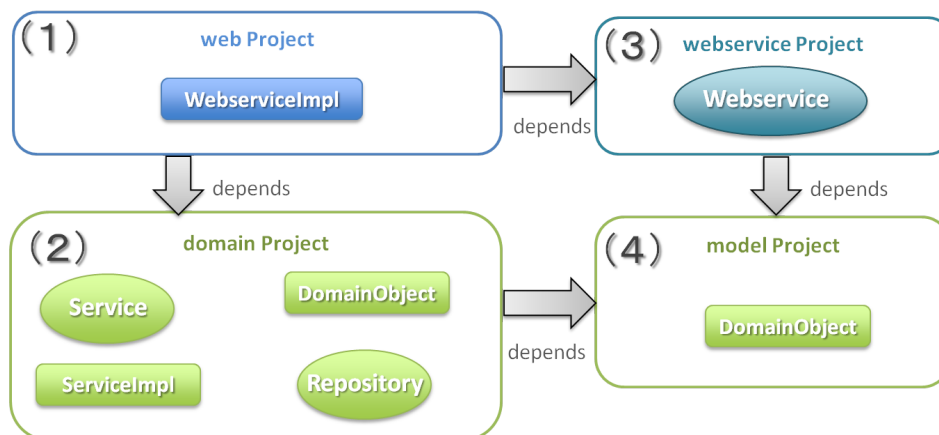 (1)
web Project
WebserviceImpl
depends
(3)
webservice Project
Webservice
depends
depends
(2)
domain Project
Service
DomainObject
ServiceImpl
Repository
depends
(4)
model Project
DomainObject